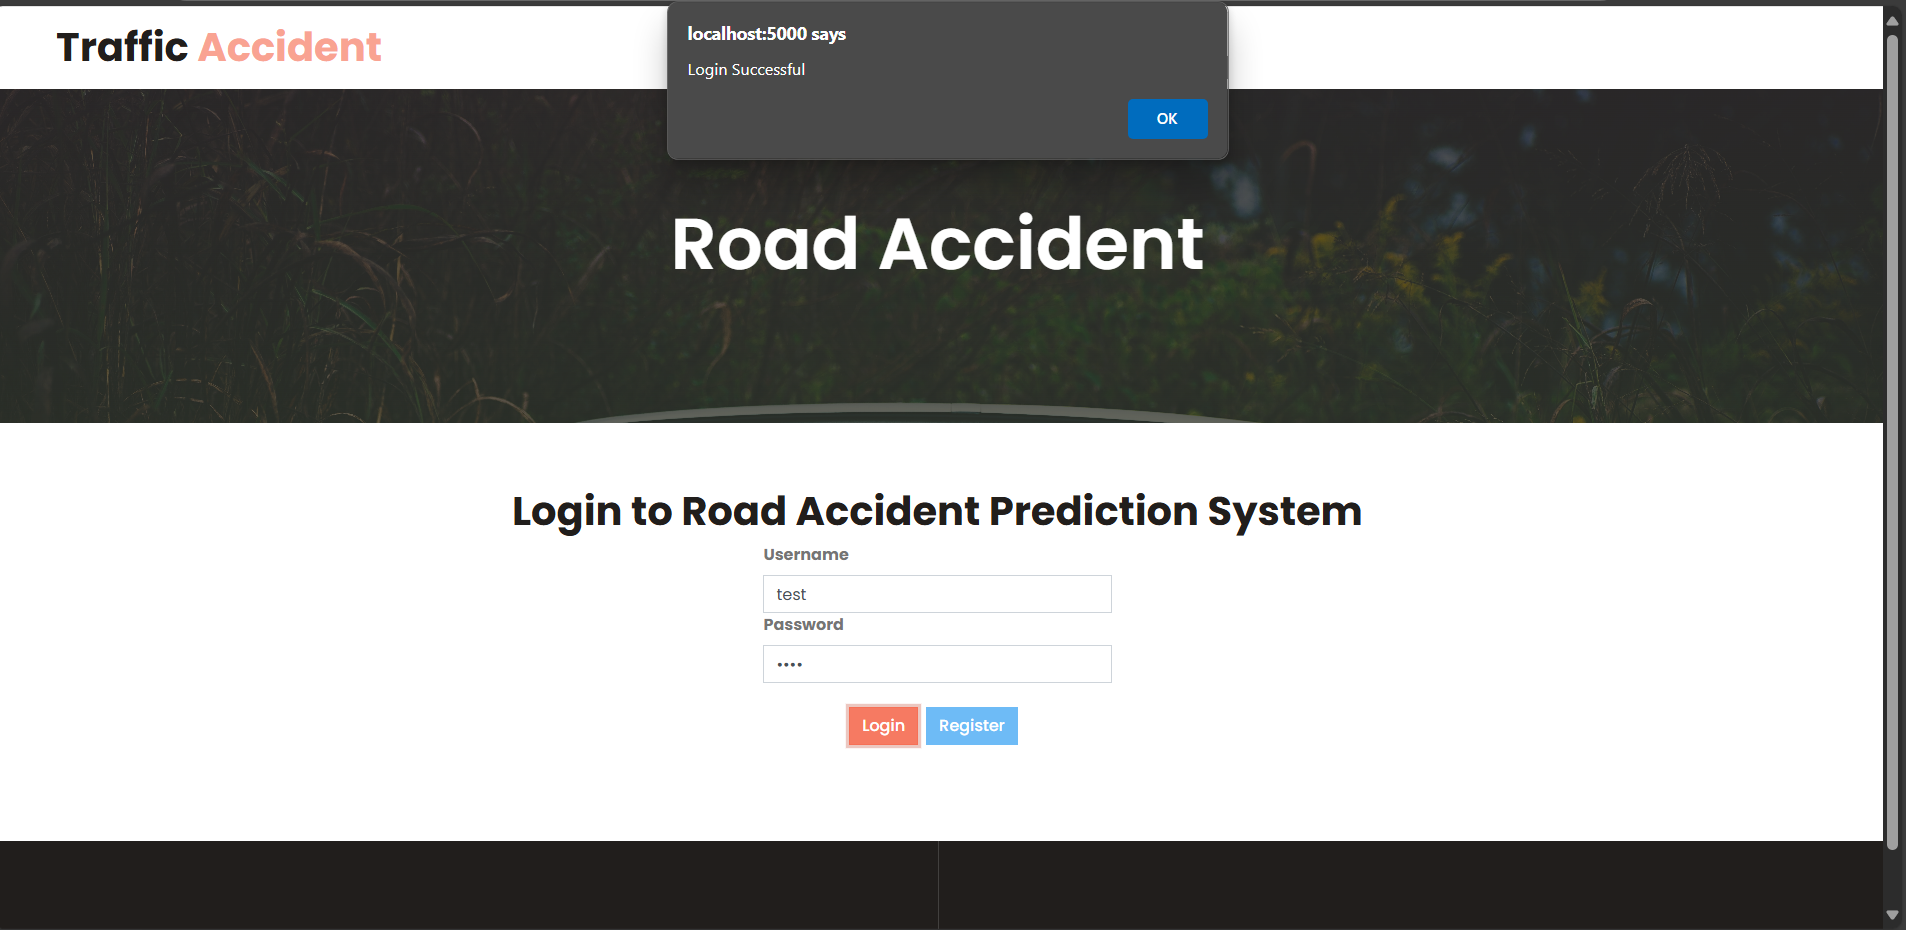 Traffic Accident
localhost:5000 says
Login Successful
OK
Road Accident
Login to Road Accident Prediction System
Username
test
Password
••••
Login Register